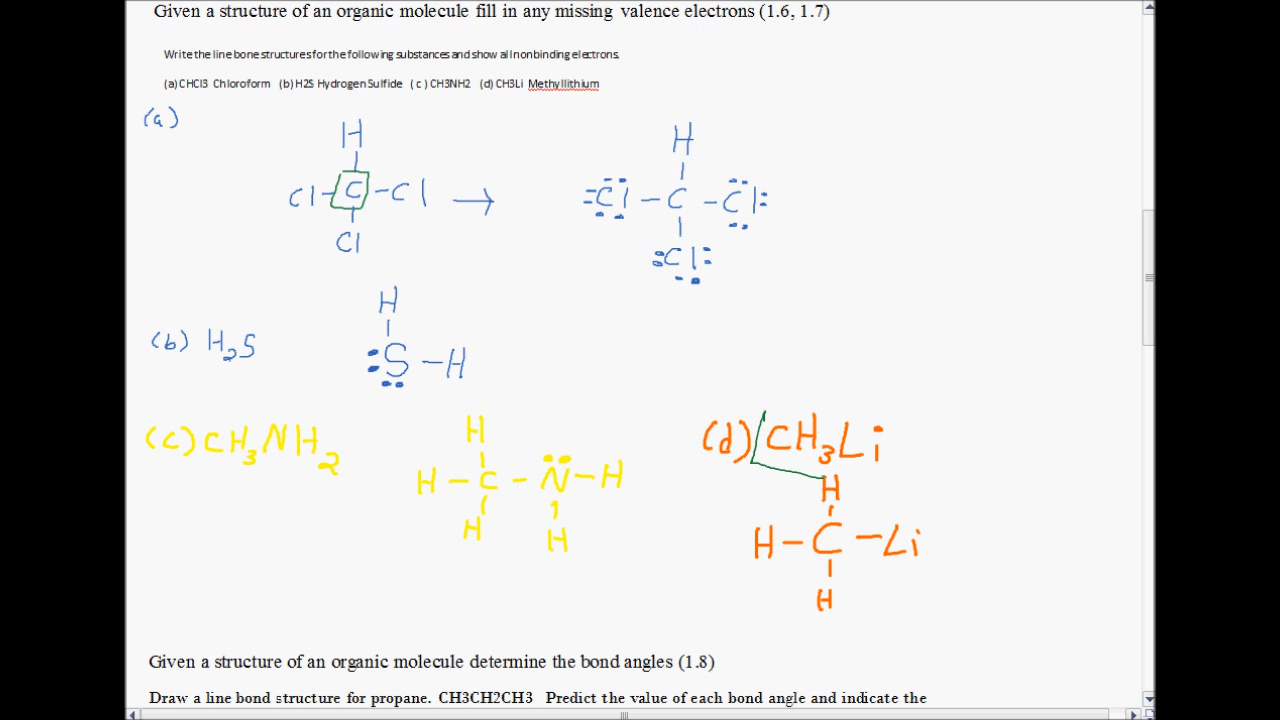 Given a structure of an organic molecule fill in any missing valence electrons (1.6, 1.7)
Write the line bone structures for the following substances and show all nonbinding electrons.
(a) CHCl3 Chloroform (b) H2S Hydrogen Sulfide ( c ) CH3NH2 (d) CH3Li Methyllithium
(a)
H H
Cl - C - Cl → Cl - C - Cl
Cl Cl
H
(b) H2S S - H
(c) CH3NH2 H (d) CH3Li
H - C - N - H H
H H H - C - Li
H
Given a structure of an organic molecule determine the bond angles (1.8)
Draw a line bond structure for propane. CH3CH2CH3 Predict the value of each bond angle and indicate the